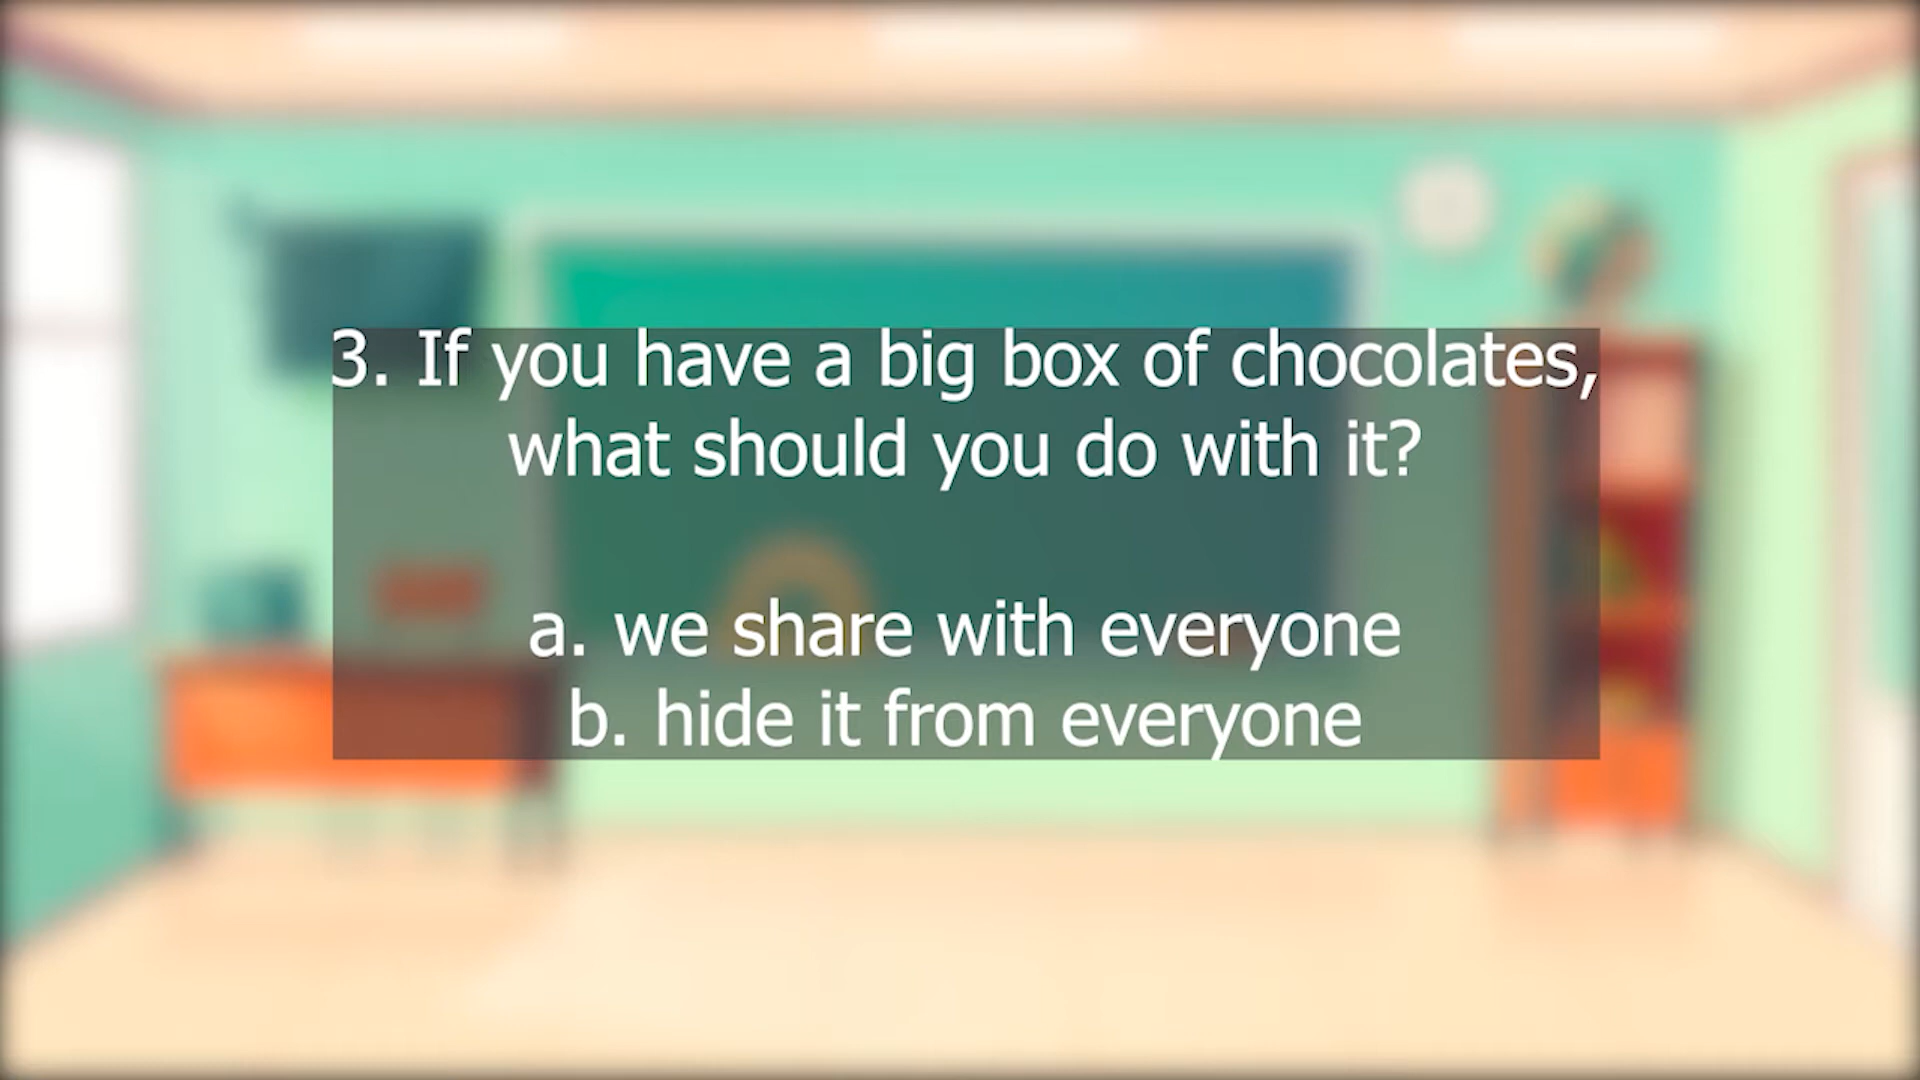 3. If you have a big box of chocolates,
what should you do with it?
a. we share with everyone
b. hide it from everyone